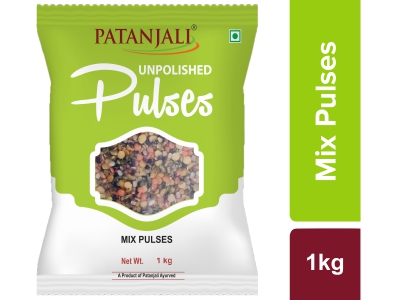 PATANJALI®
UNPOLISHED
Pulses
MIX PULSES
Net Wt. 1 kg
A Product of Patanjali Ayurved
Mix Pulses
1kg